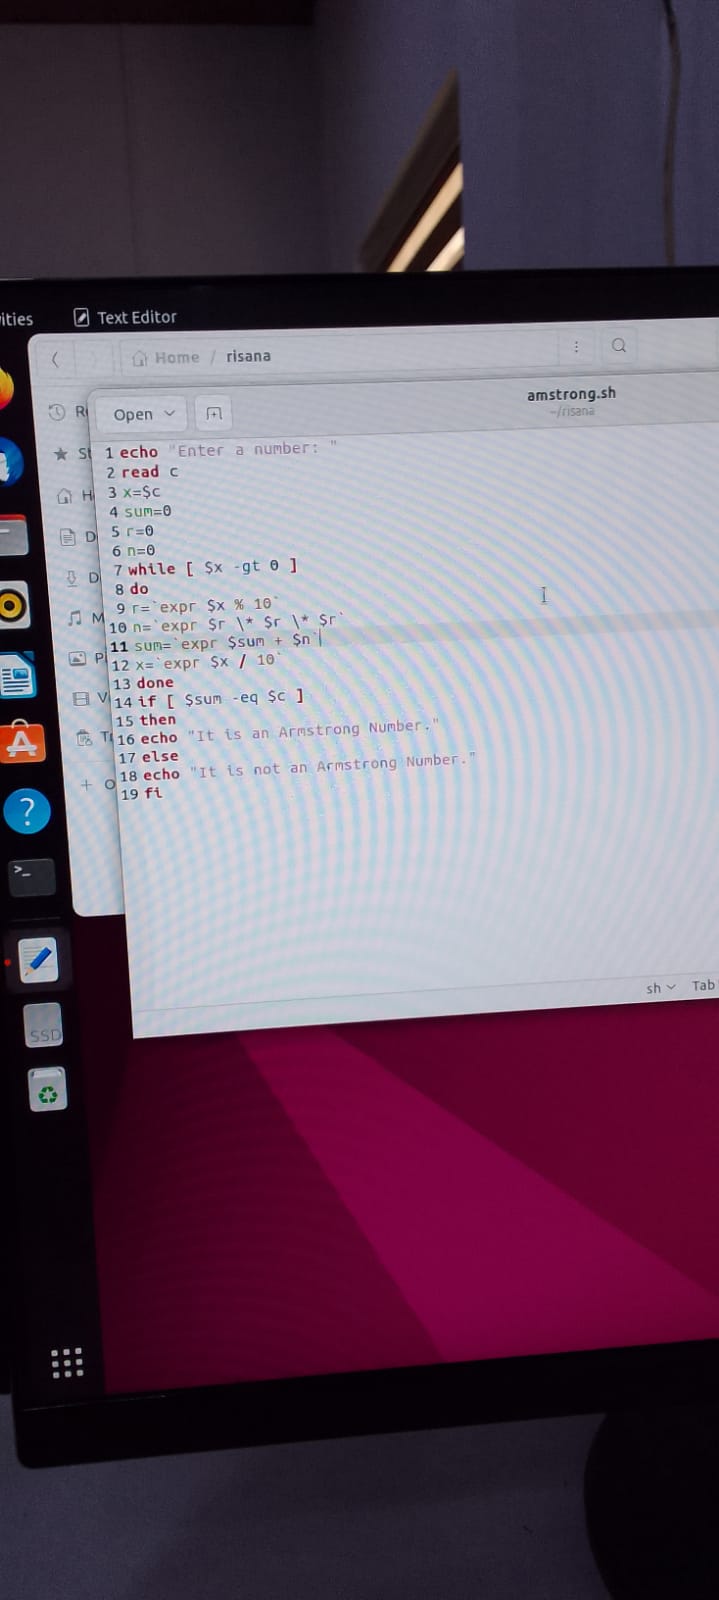 ities Text Editor
Home / risana
Open
amstrong.sh
~/risana
1 echo "Enter a number: "
2 read c
3 x=$c
4 sum=0
5 r=0
6 n=0
7 while [ $x -gt 0 ]
8 do
9 r=`expr $x % 10`
10 n=`expr $r \* $r \* $r`
11 sum=`expr $sum + $n`
12 x=`expr $x / 10`
13 done
14 if [ $sum -eq $c ]
15 then
16 echo "It is an Armstrong Number."
17 else
18 echo "It is not an Armstrong Number."
19 fi
R
St
H
D
D
M
P
V
T
O
sh Tab
SSD